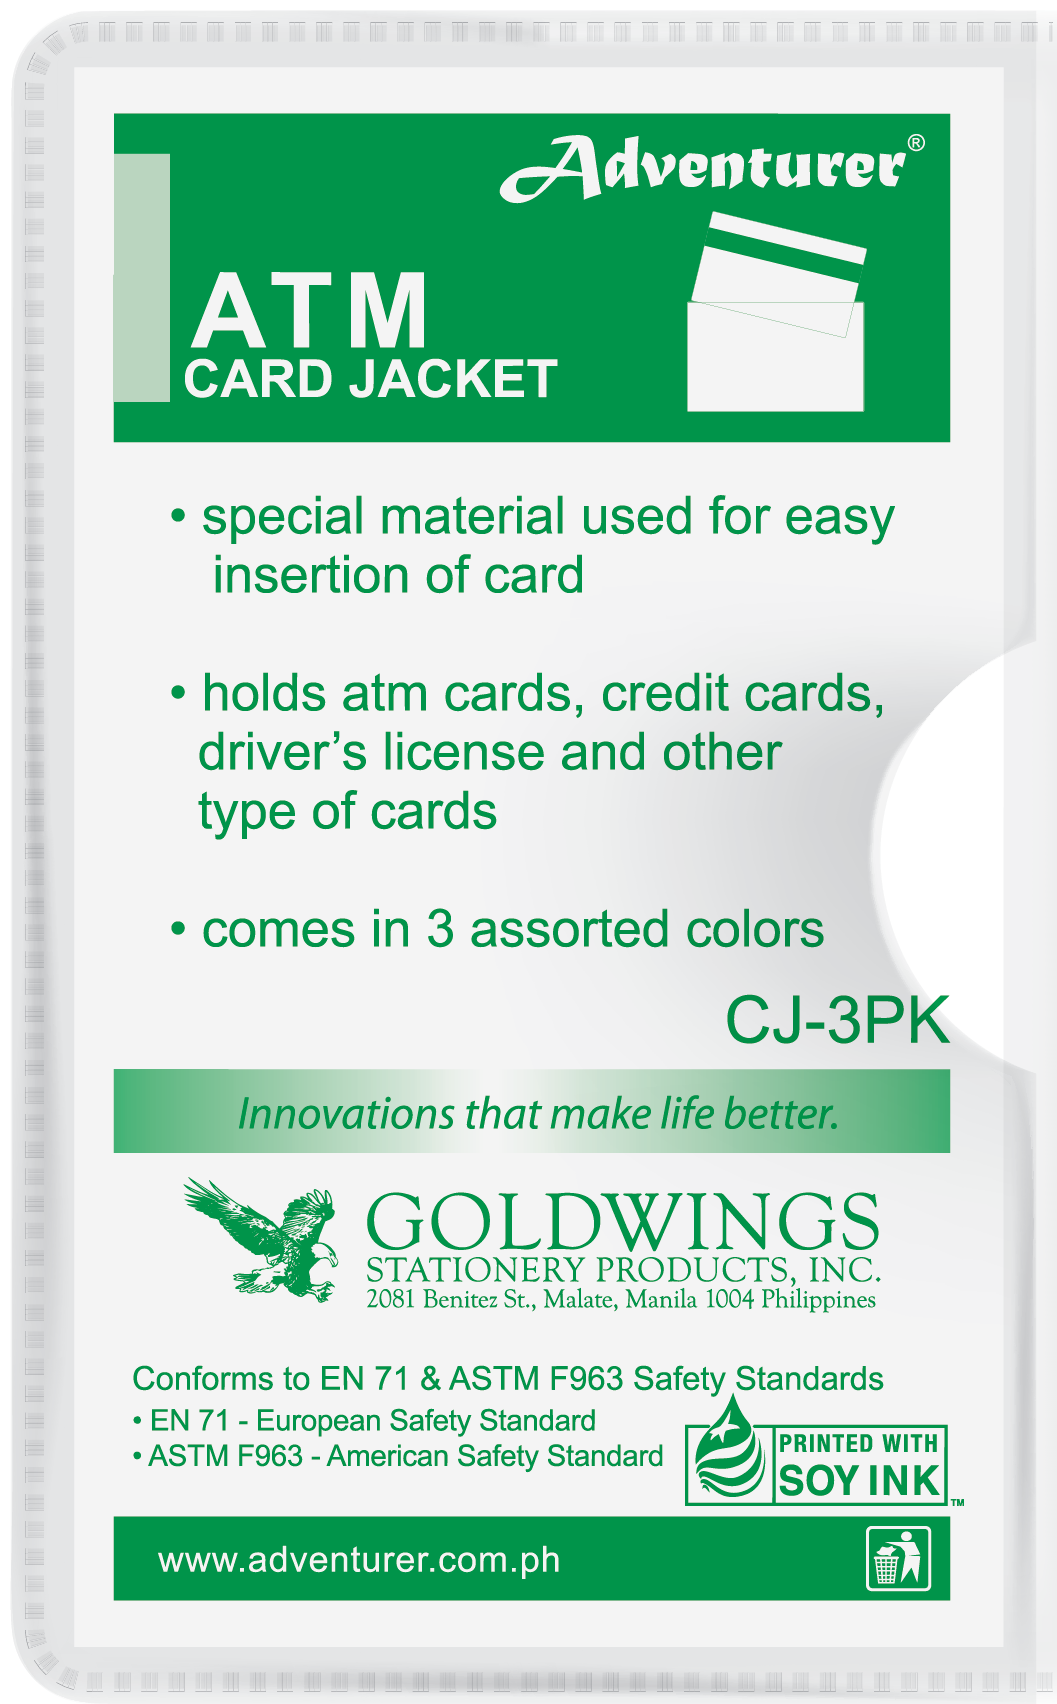 Adventurer®
ATM
CARD JACKET
• special material used for easy
insertion of card
• holds atm cards, credit cards,
driver’s license and other
type of cards
• comes in 3 assorted colors
CJ-3PK
Innovations that make life better.
GOLDWINGS
STATIONERY PRODUCTS, INC.
2081 Benitez St., Malate, Manila 1004 Philippines
Conforms to EN 71 & ASTM F963 Safety Standards
• EN 71 - European Safety Standard
• ASTM F963 - American Safety Standard
PRINTED WITH
SOY INK™
www.adventurer.com.ph